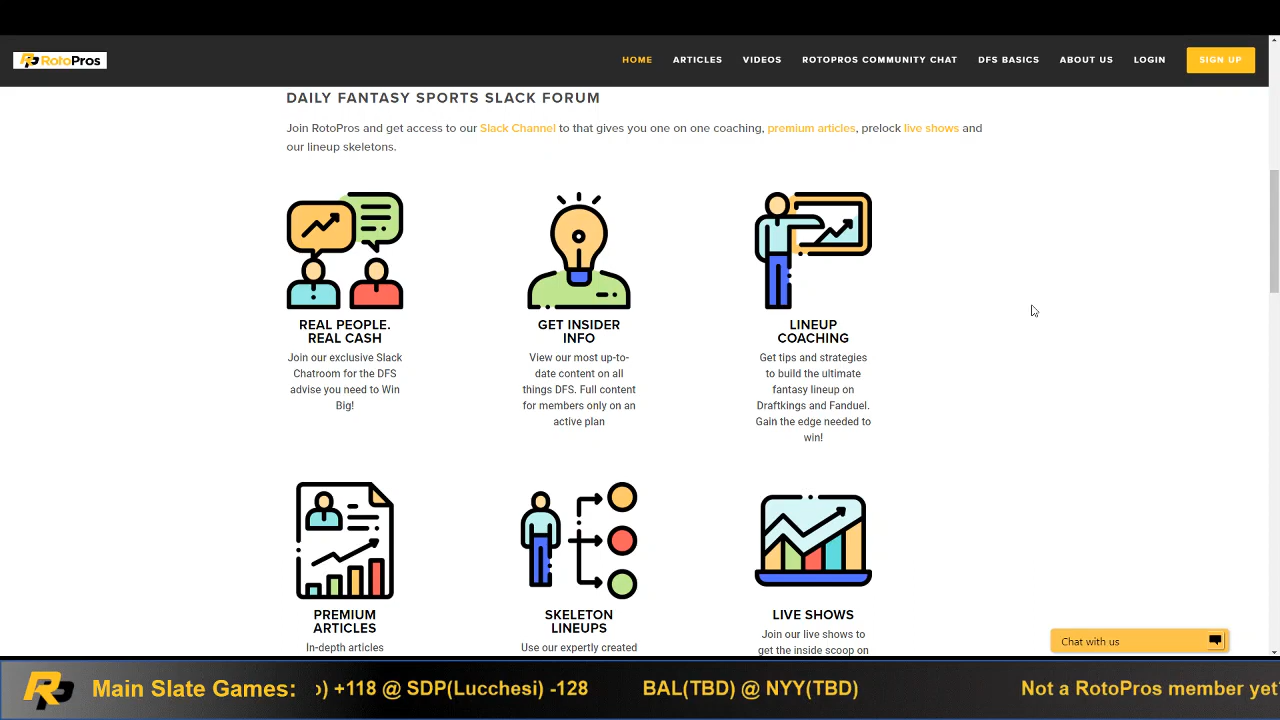 RotoPros
HOME ARTICLES VIDEOS ROTOPROS COMMUNITY CHAT DFS BASICS ABOUT US LOGIN SIGN UP
DAILY FANTASY SPORTS SLACK FORUM
Join RotoPros and get access to our Slack Channel to that gives you one on one coaching, premium articles, prelock live shows and
our lineup skeletons.
REAL PEOPLE.
REAL CASH
Join our exclusive Slack
Chatroom for the DFS
advise you need to Win
Big!
GET INSIDER
INFO
View our most up-to-
date content on all
things DFS. Full content
for members only on an
active plan
LINEUP
COACHING
Get tips and strategies
to build the ultimate
fantasy lineup on
Draftkings and Fanduel.
Gain the edge needed to
win!
PREMIUM
ARTICLES
In-depth articles
SKELETON
LINEUPS
Use our expertly created
LIVE SHOWS
Join our live shows to
get the inside scoop on
Chat with us
Main Slate Games: ) +118 @ SDP(Lucchesi) -128 BAL(TBD) @ NYY(TBD) Not a RotoPros member yet?